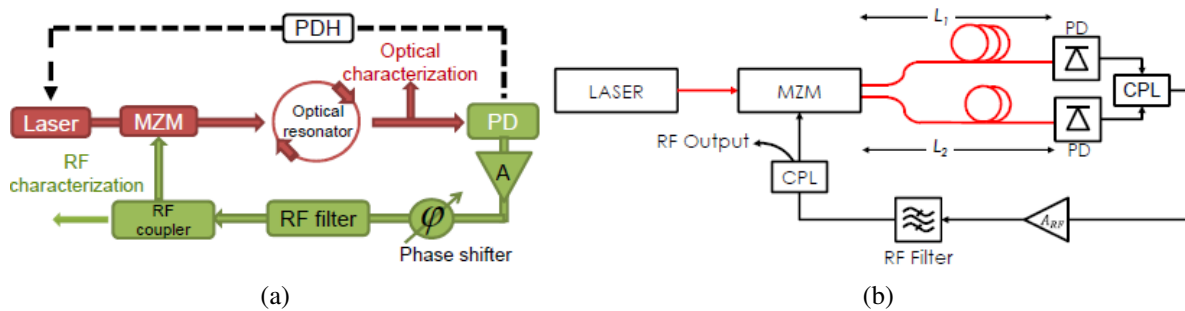 PDH
Optical
characterization
Laser
MZM
Optical
resonator
PD
RF
characterization
A
RF
coupler
RF filter
φ
Phase shifter
(a)
L₁
PD
LASER
MZM
CPL
RF Output
L₂
PD
CPL
A_RF
RF Filter
(b)